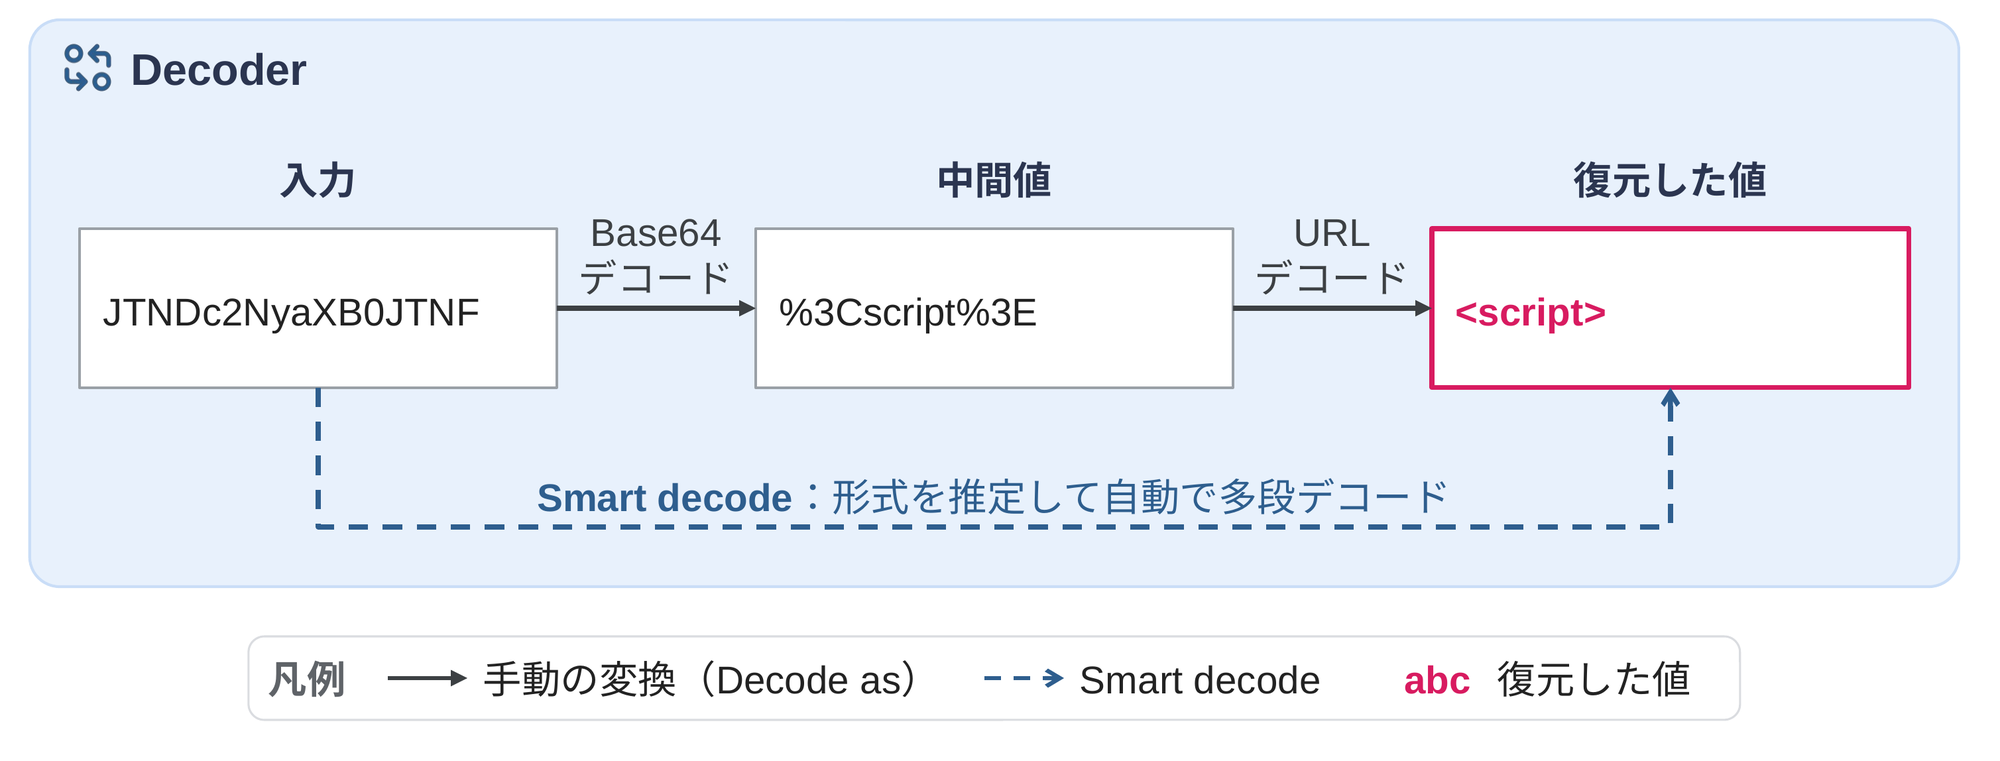 Decoder
入力
中間値
復元した値
Base64
デコード
URL
デコード
JTNDc2NyaXB0JTNF
%3Cscript%3E
<script>
Smart decode：形式を推定して自動で多段デコード
凡例
手動の変換（Decode as）
Smart decode
abc 復元した値